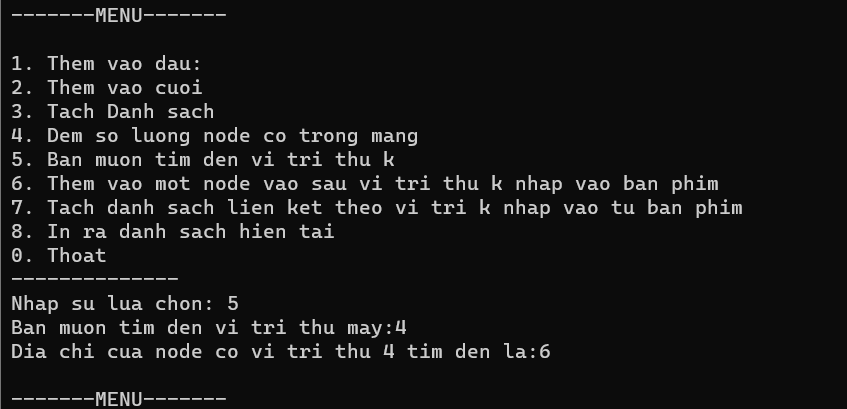 -------MENU-------
1. Them vao dau:
2. Them vao cuoi
3. Tach Danh sach
4. Dem so luong node co trong mang
5. Ban muon tim den vi tri thu k
6. Them vao mot node vao sau vi tri thu k nhap vao ban phim
7. Tach danh sach lien ket theo vi tri k nhap vao tu ban phim
8. In ra danh sach hien tai
0. Thoat
--------------
Nhap su lua chon: 5
Ban muon tim den vi tri thu may:4
Dia chi cua node co vi tri thu 4 tim den la:6
-------MENU-------